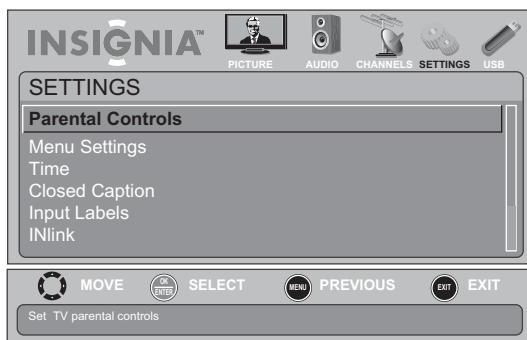 INSIGNIA™
PICTURE AUDIO CHANNELS SETTINGS USB
SETTINGS
Parental Controls
Menu Settings
Time
Closed Caption
Input Labels
INlink
MOVE OK ENTER SELECT MENU PREVIOUS EXIT EXIT
Set TV parental controls